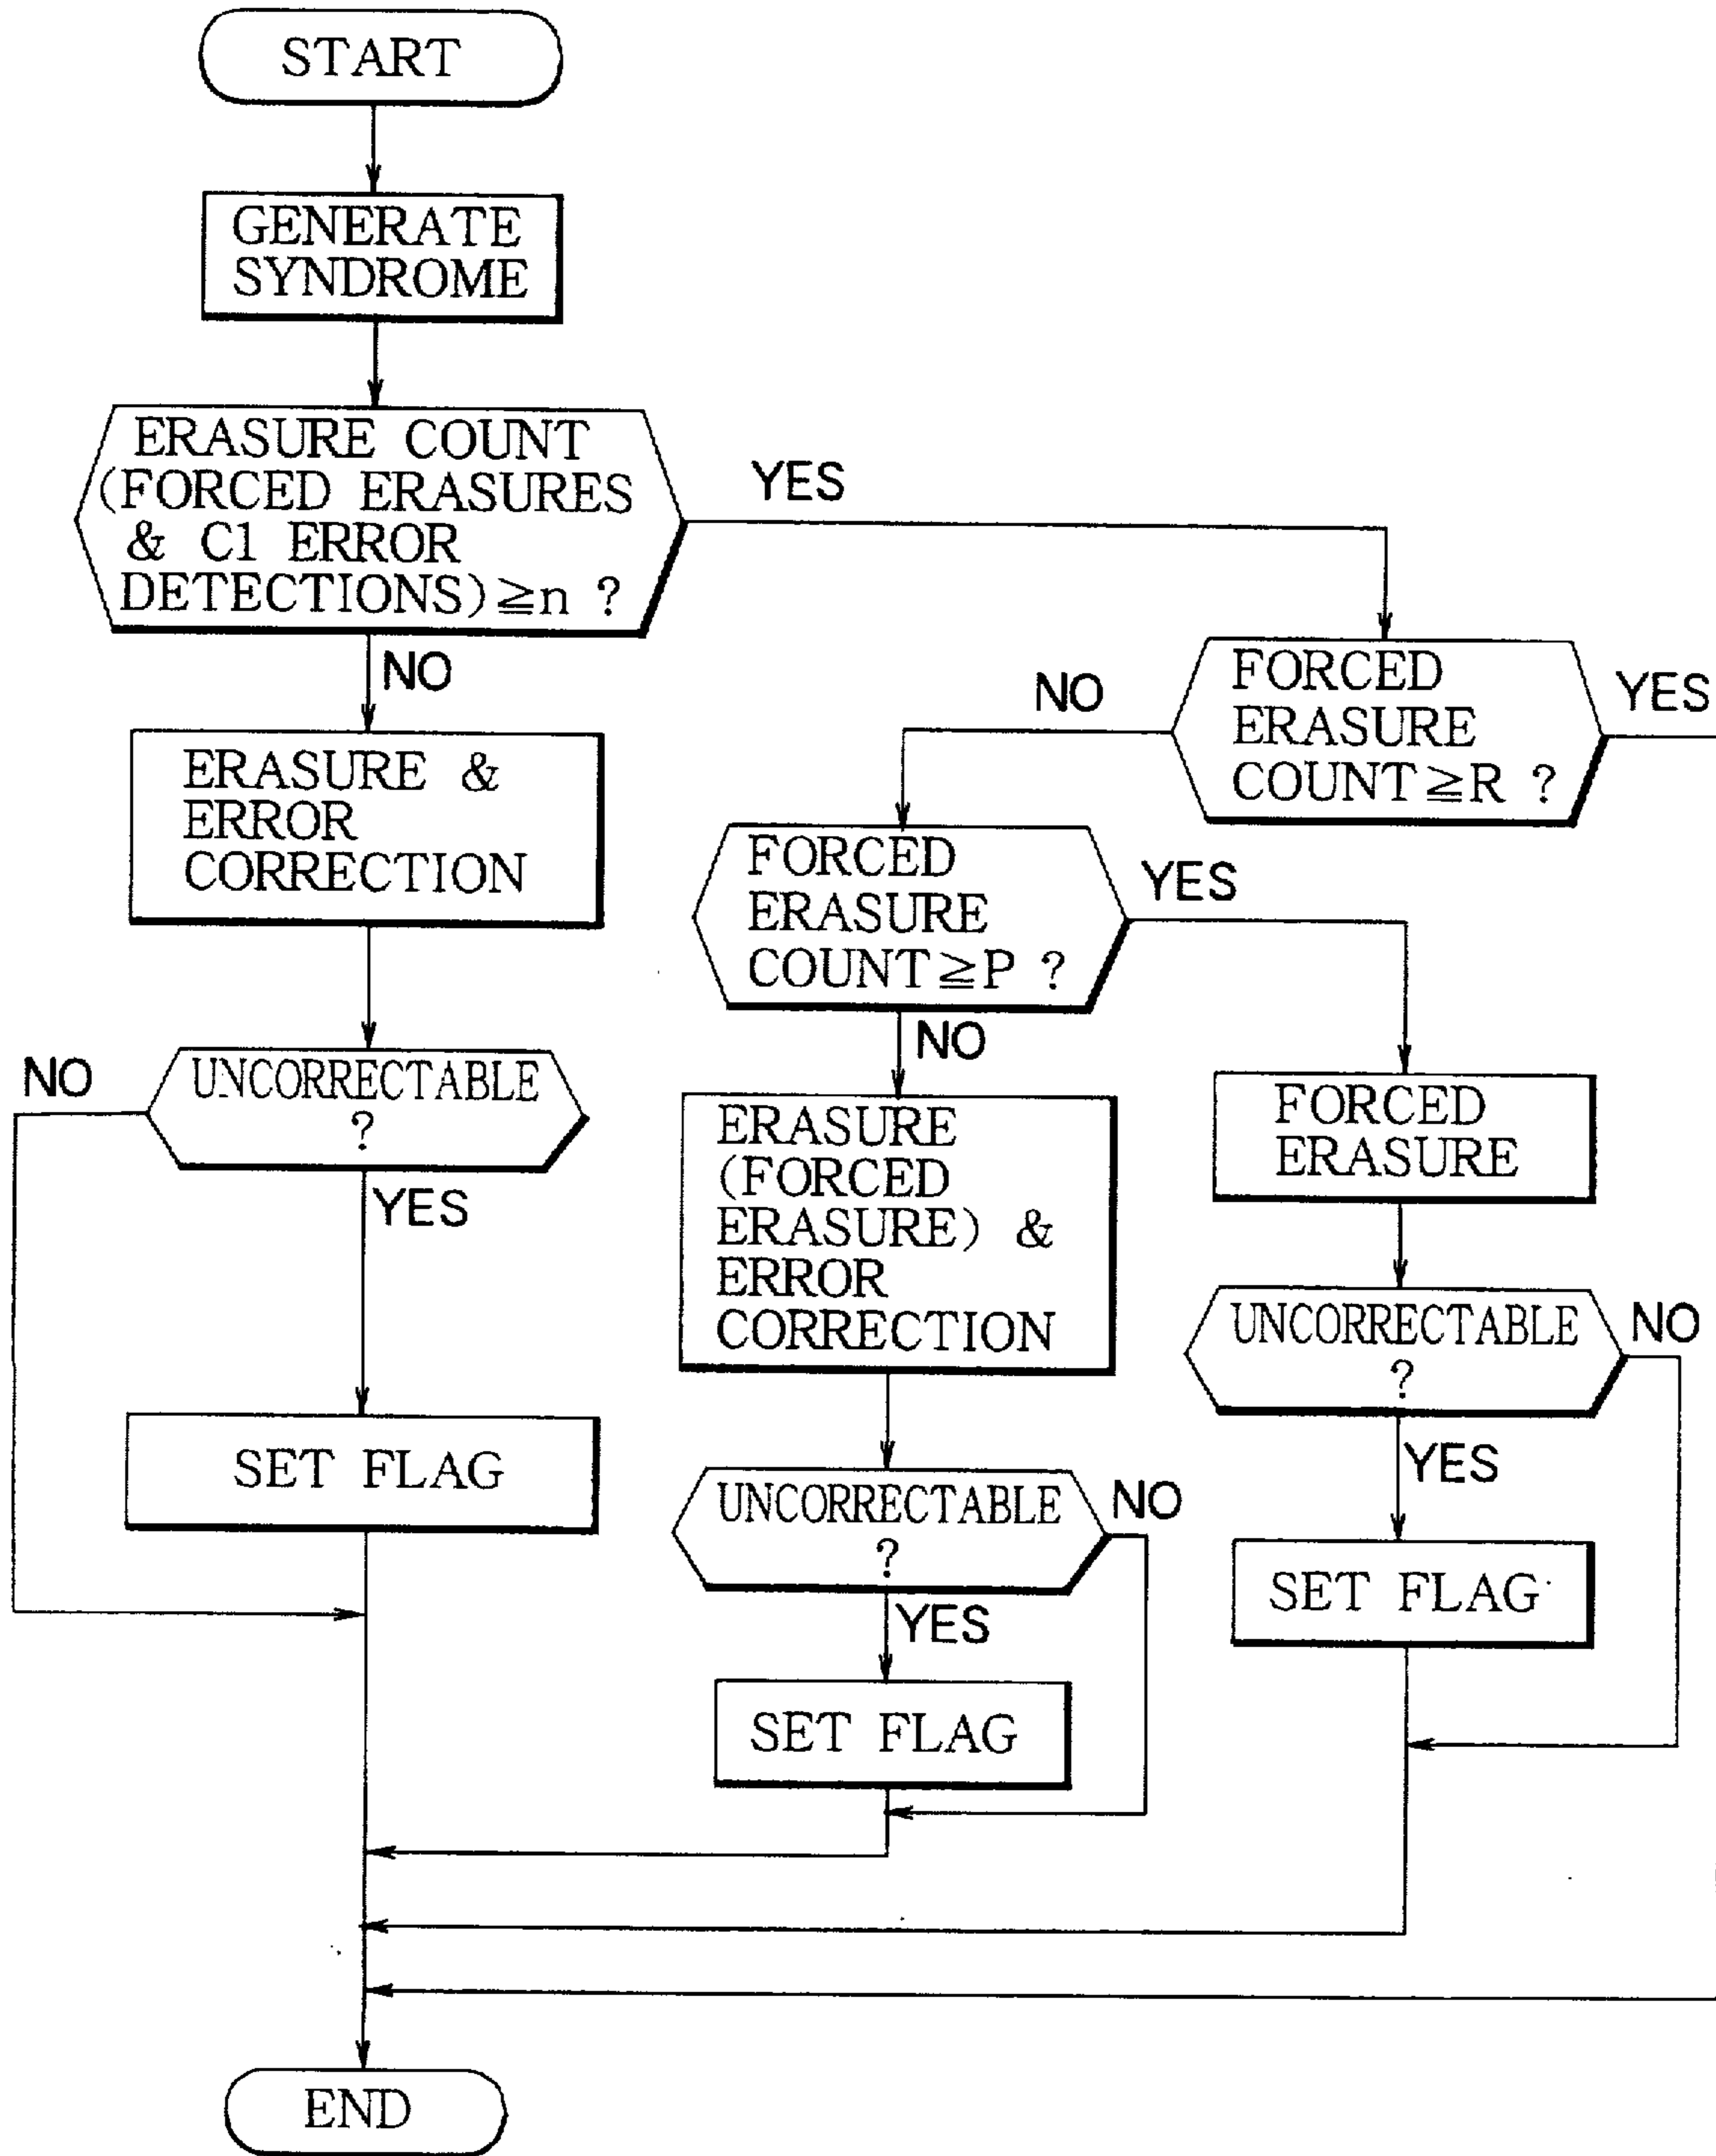 START
GENERATE
SYNDROME
ERASURE COUNT
(FORCED ERASURES
& C1 ERROR
DETECTIONS)≧n ?
YES
NO
FORCED
ERASURE
COUNT≧R ?
NO
YES
ERASURE &
ERROR
CORRECTION
FORCED
ERASURE
COUNT≧P ?
YES
NO
UNCORRECTABLE
?
NO
YES
ERASURE
(FORCED
ERASURE) &
ERROR
CORRECTION
FORCED
ERASURE
UNCORRECTABLE
?
NO
YES
SET FLAG
UNCORRECTABLE
?
NO
YES
SET FLAG
SET FLAG
END